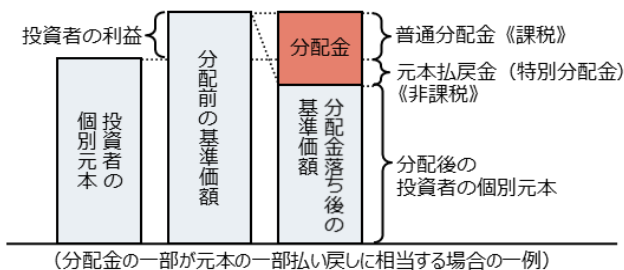 投資者の利益
投資者の
個別元本
分配前の基準価額
分配金
分配金落ち後の
基準価額
普通分配金《課税》
元本払戻金（特別分配金）
《非課税》
分配後の
投資者の個別元本
（分配金の一部が元本の一部払い戻しに相当する場合の一例）